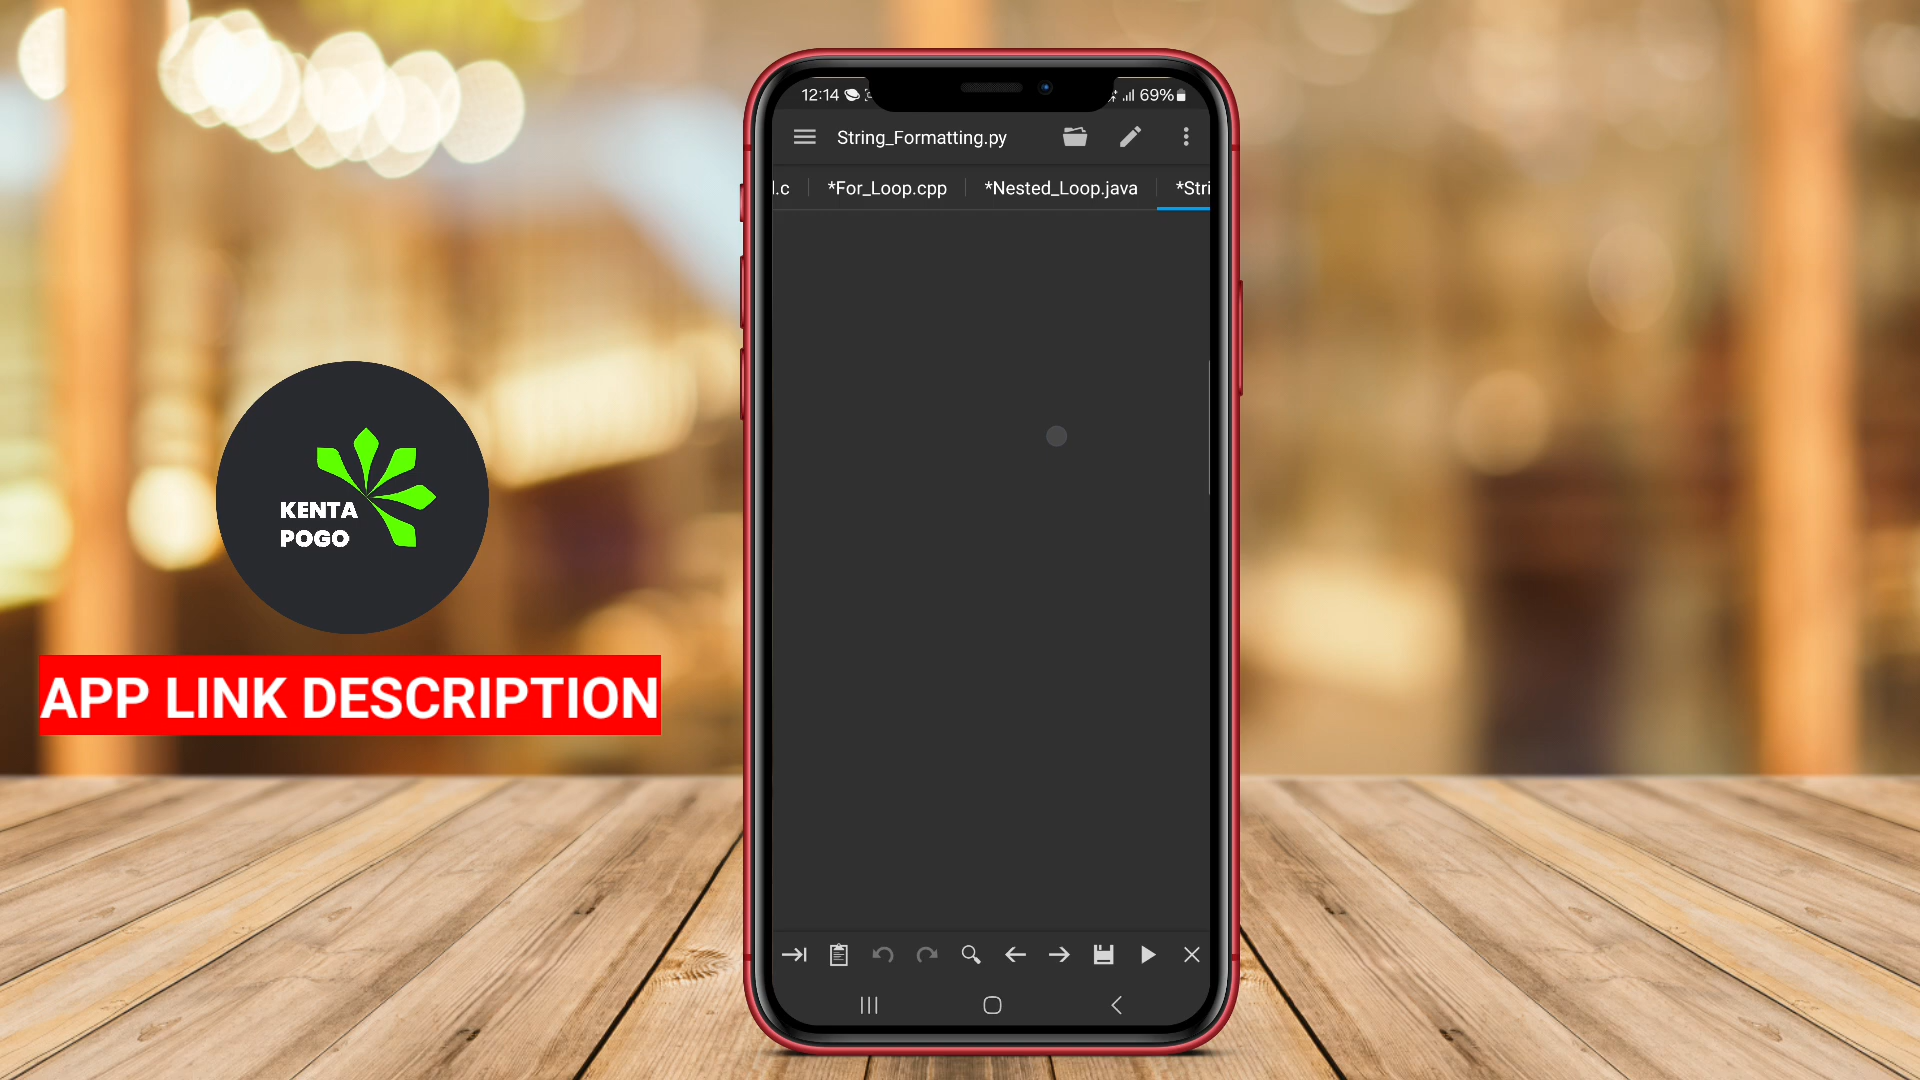 12:14
69%
String_Formatting.py
.c
*For_Loop.cpp
*Nested_Loop.java
*Stri
KENTA
POGO
APP LINK DESCRIPTION